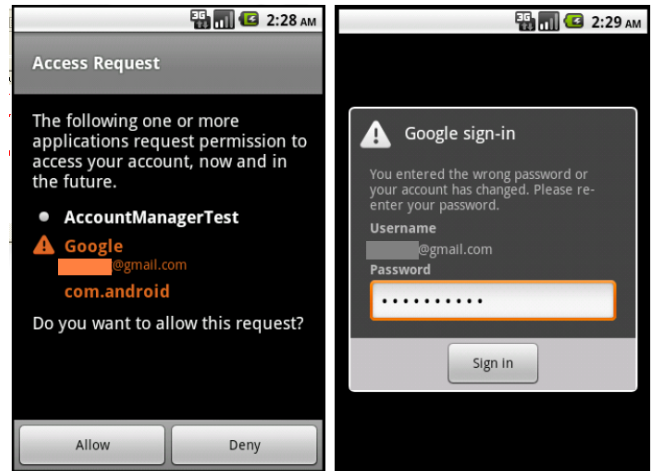 3G 2:28 AM
Access Request
The following one or more
applications request permission to
access your account, now and in
the future.
AccountManagerTest
Google
@gmail.com
com.android
Do you want to allow this request?
Allow Deny
3G 2:29 AM
Google sign-in
You entered the wrong password or
your account has changed. Please re-
enter your password.
Username
@gmail.com
Password
••••••••••
Sign in